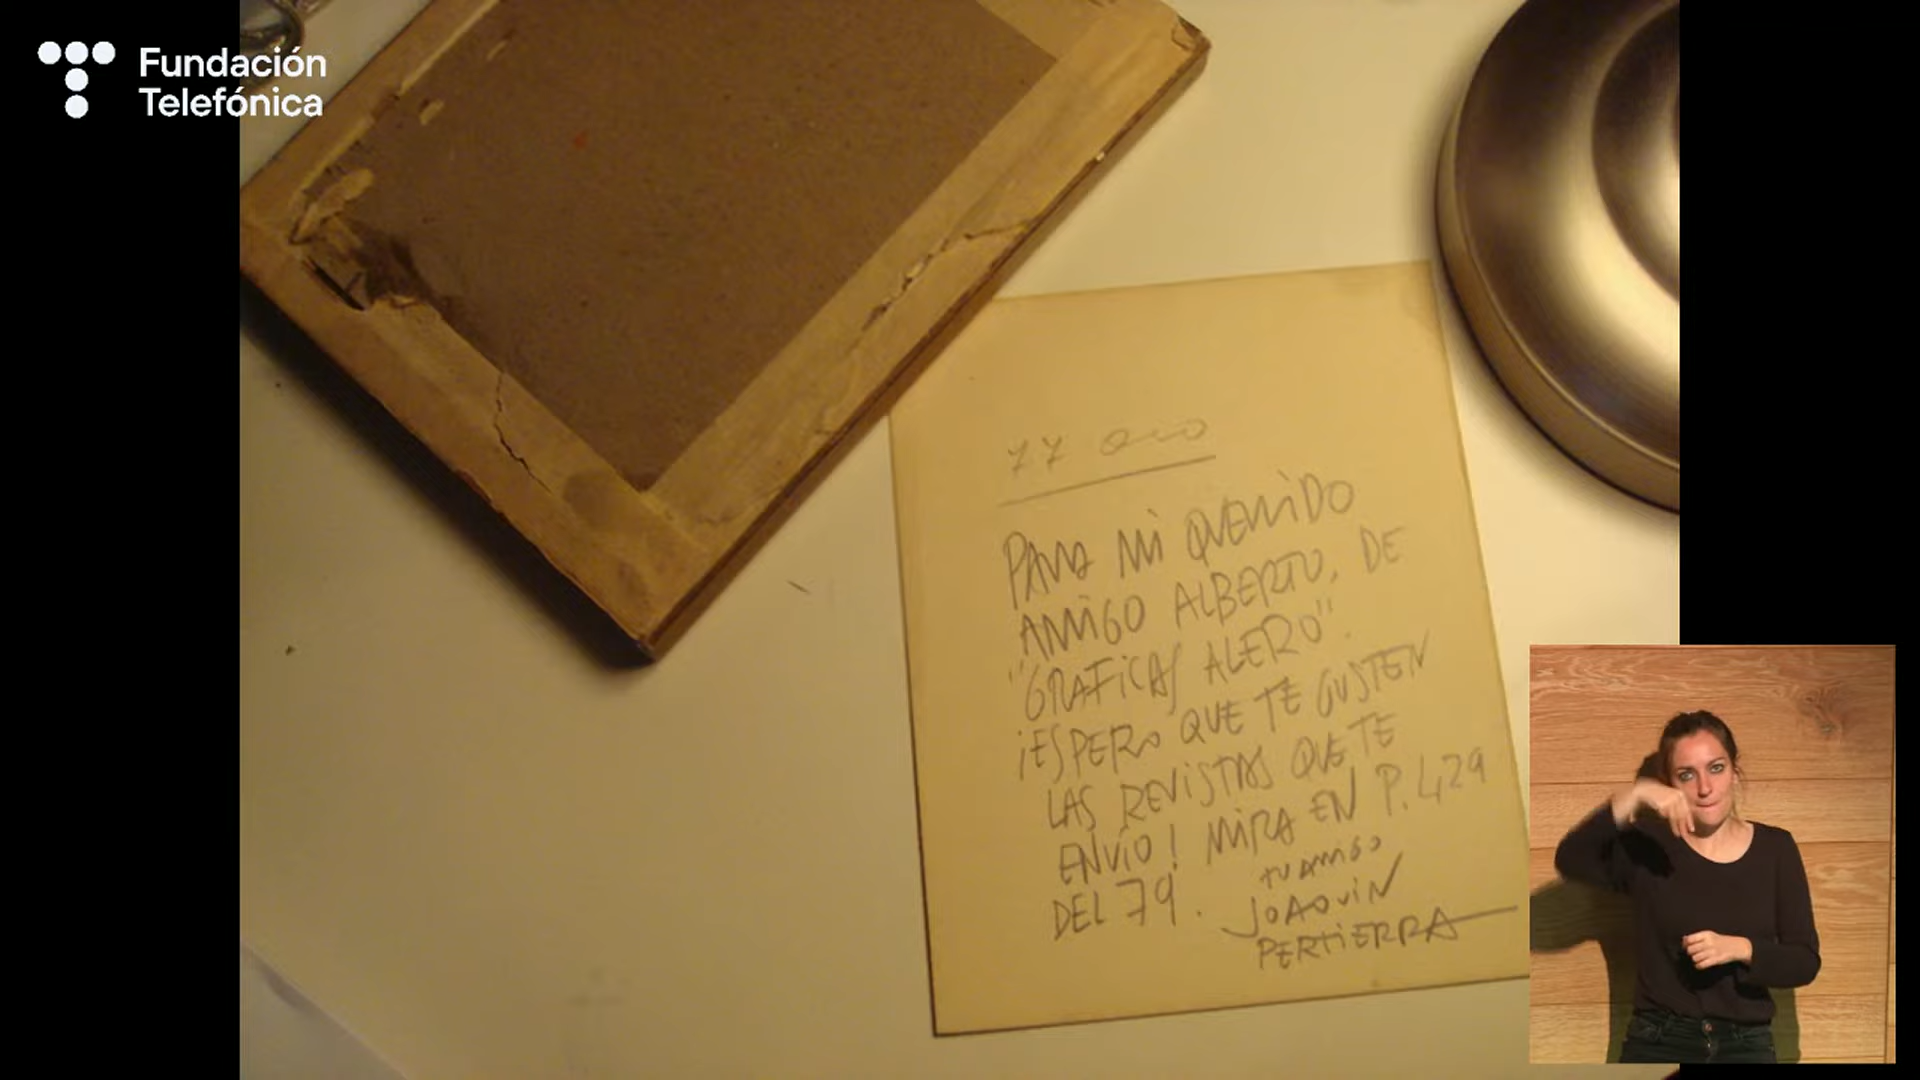 Fundación
Telefónica
77
PARA MI QUERIDO
AMIGO ALBERTO, DE
"GRAFICAS ALERO".
¡ESPERO QUE TE GUSTEN
LAS REVISTAS QUE TE
ENVÍO! MIRA EN P. 429
DEL 79.
TU AMIGO
JOAQUIN
PERTIERRA